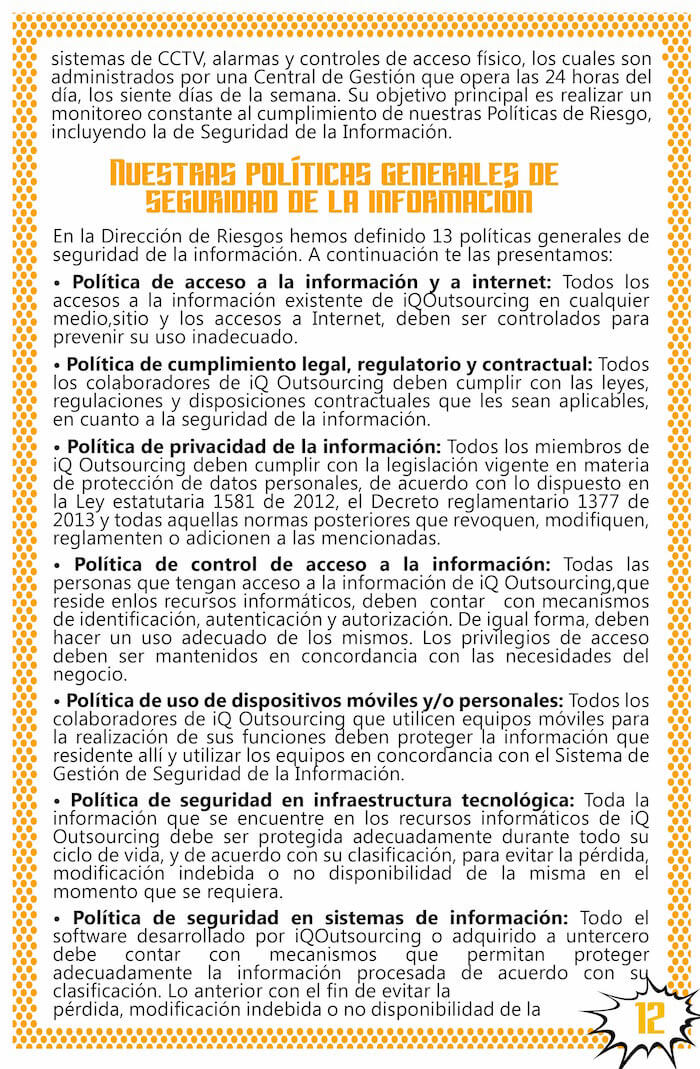 sistemas de CCTV, alarmas y controles de acceso físico, los cuales son
administrados por una Central de Gestión que opera las 24 horas del
día, los siente días de la semana. Su objetivo principal es realizar un
monitoreo constante al cumplimiento de nuestras Políticas de Riesgo,
incluyendo la de Seguridad de la Información.
Nuestras políticas generales de
seguridad de la información
En la Dirección de Riesgos hemos definido 13 políticas generales de
seguridad de la información. A continuación te las presentamos:
• Política de acceso a la información y a internet: Todos los
accesos a la información existente de iQOutsourcing en cualquier
medio,sitio y los accesos a Internet, deben ser controlados para
prevenir su uso inadecuado.
• Política de cumplimiento legal, regulatorio y contractual: Todos
los colaboradores de iQ Outsourcing deben cumplir con las leyes,
regulaciones y disposiciones contractuales que les sean aplicables,
en cuanto a la seguridad de la información.
• Política de privacidad de la información: Todos los miembros de
iQ Outsourcing deben cumplir con la legislación vigente en materia
de protección de datos personales, de acuerdo con lo dispuesto en
la Ley estatutaria 1581 de 2012, el Decreto reglamentario 1377 de
2013 y todas aquellas normas posteriores que revoquen, modifiquen,
reglamenten o adicionen a las mencionadas.
• Política de control de acceso a la información: Todas las
personas que tengan acceso a la información de iQ Outsourcing,que
reside enlos recursos informáticos, deben contar con mecanismos
de identificación, autenticación y autorización. De igual forma, deben
hacer un uso adecuado de los mismos. Los privilegios de acceso
deben ser mantenidos en concordancia con las necesidades del
negocio.
• Política de uso de dispositivos móviles y/o personales: Todos los
colaboradores de iQ Outsourcing que utilicen equipos móviles para
la realización de sus funciones deben proteger la información que
residente allí y utilizar los equipos en concordancia con el Sistema de
Gestión de Seguridad de la Información.
• Política de seguridad en infraestructura tecnológica: Toda la
información que se encuentre en los recursos informáticos de iQ
Outsourcing debe ser protegida adecuadamente durante todo su
ciclo de vida, y de acuerdo con su clasificación, para evitar la pérdida,
modificación indebida o no disponibilidad de la misma en el
momento que se requiera.
• Política de seguridad en sistemas de información: Todo el
software desarrollado por iQOutsourcing o adquirido a untercero
debe contar con mecanismos que permitan proteger
adecuadamente la información procesada de acuerdo con su
clasificación. Lo anterior con el fin de evitar la
pérdida, modificación indebida o no disponibilidad de la
12